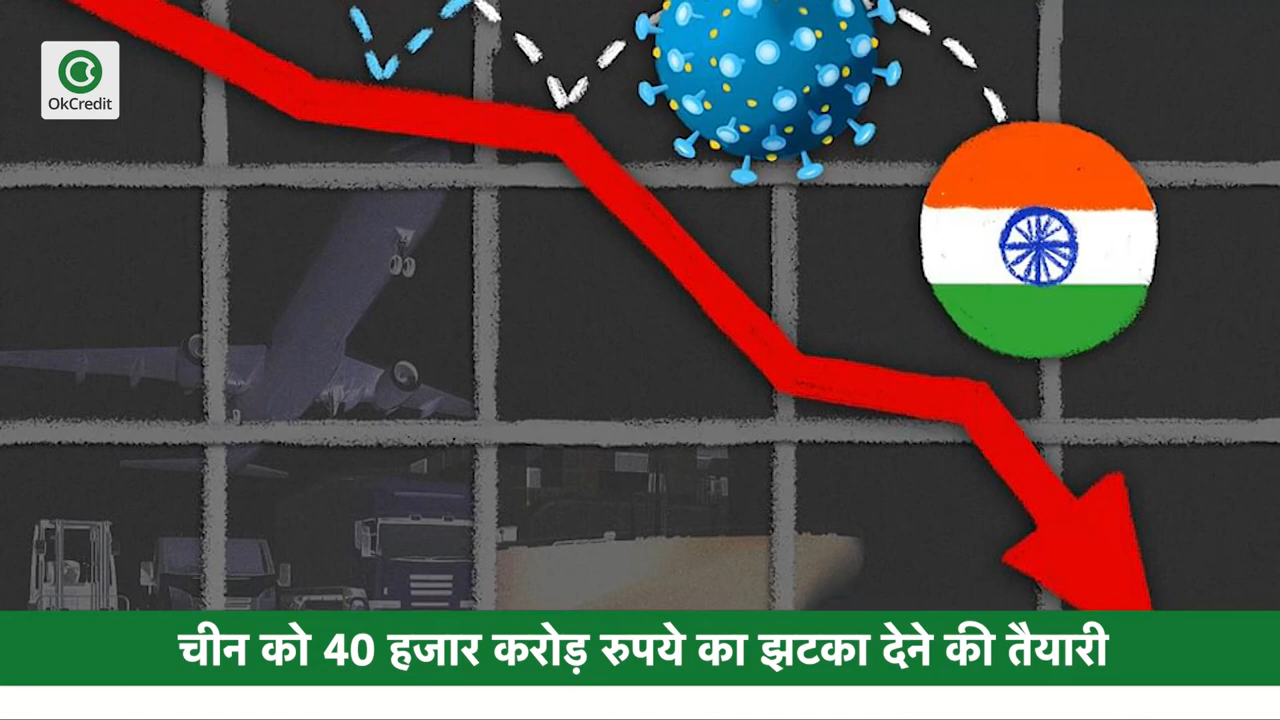 OkCredit
चीन को 40 हजार करोड़ रुपये का झटका देने की तैयारी